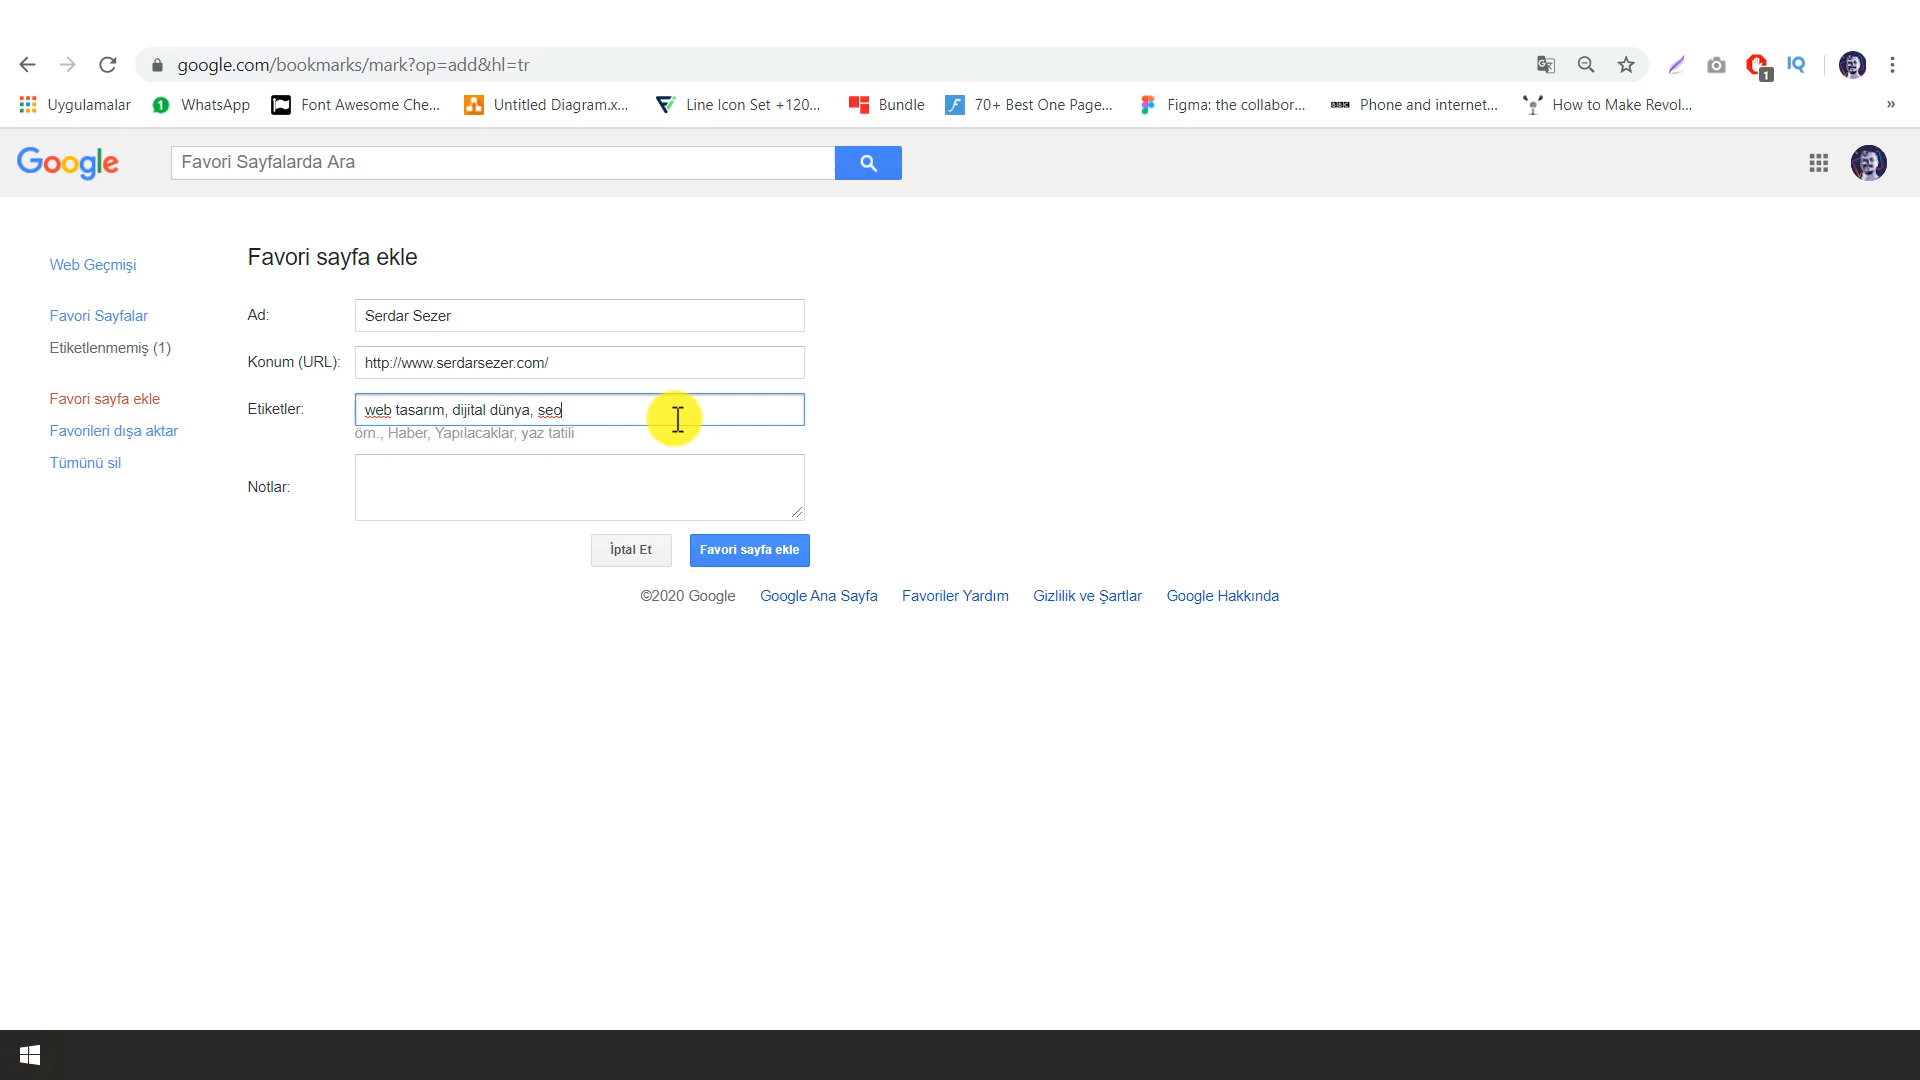 google.com/bookmarks/mark?op=add&hl=tr
1
IQ
Uygulamalar
1
WhatsApp
Font Awesome Che...
Untitled Diagram.x...
Line Icon Set +120...
Bundle
70+ Best One Page...
Figma: the collabor...
BBC
Phone and internet...
How to Make Revol...
»
Google
Favori Sayfalarda Ara
Web Geçmişi
Favori Sayfalar
Etiketlenmemiş (1)
Favori sayfa ekle
Favorileri dışa aktar
Tümünü sil
Favori sayfa ekle
Ad:
Serdar Sezer
Konum (URL):
http://www.serdarsezer.com/
Etiketler:
web tasarım, dijital dünya, seo
örn., Haber, Yapılacaklar, yaz tatili
Notlar:
İptal Et
Favori sayfa ekle
©2020 Google Google Ana Sayfa Favoriler Yardım Gizlilik ve Şartlar Google Hakkında